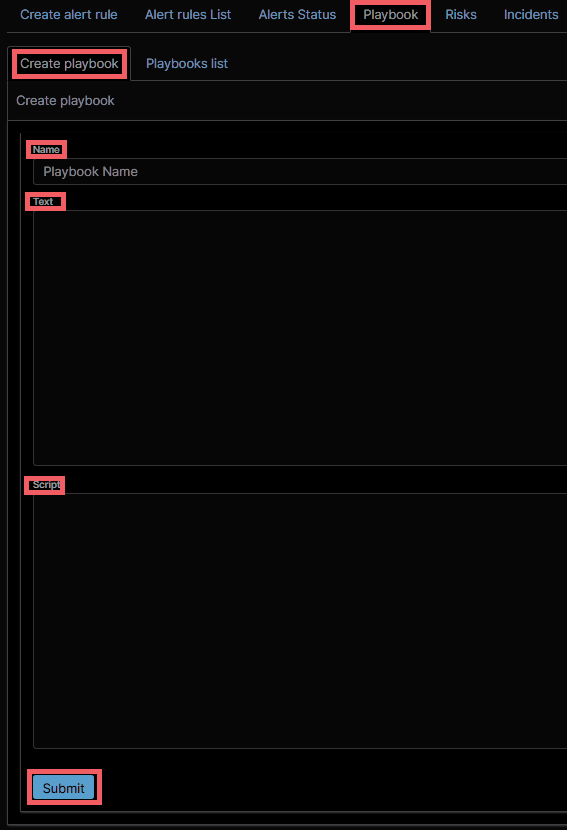 Create alert rule Alert rules List Alerts Status Playbook Risks Incidents
Create playbook Playbooks list
Create playbook
Name
Playbook Name
Text
Script
Submit